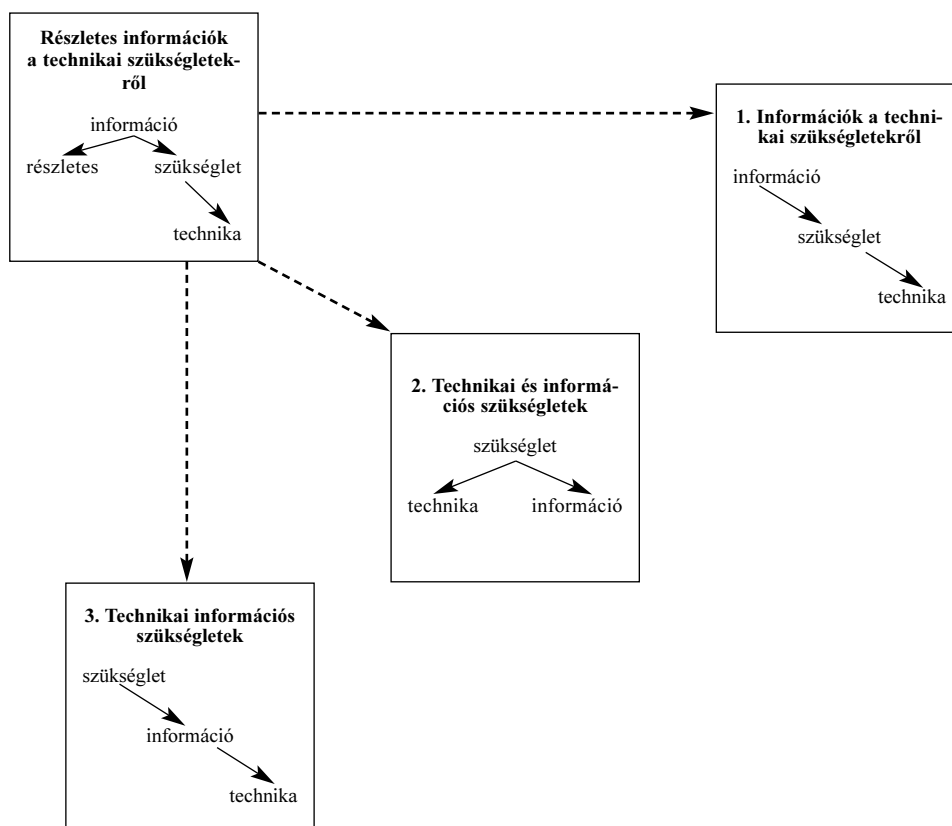 Részletes információk
a technikai szükségletek-
ről
információ
részletes szükséglet
technika
1. Információk a techni-
kai szükségletekről
információ
szükséglet
technika
2. Technikai és informá-
ciós szükségletek
szükséglet
technika információ
3. Technikai információs
szükségletek
szükséglet
információ
technika